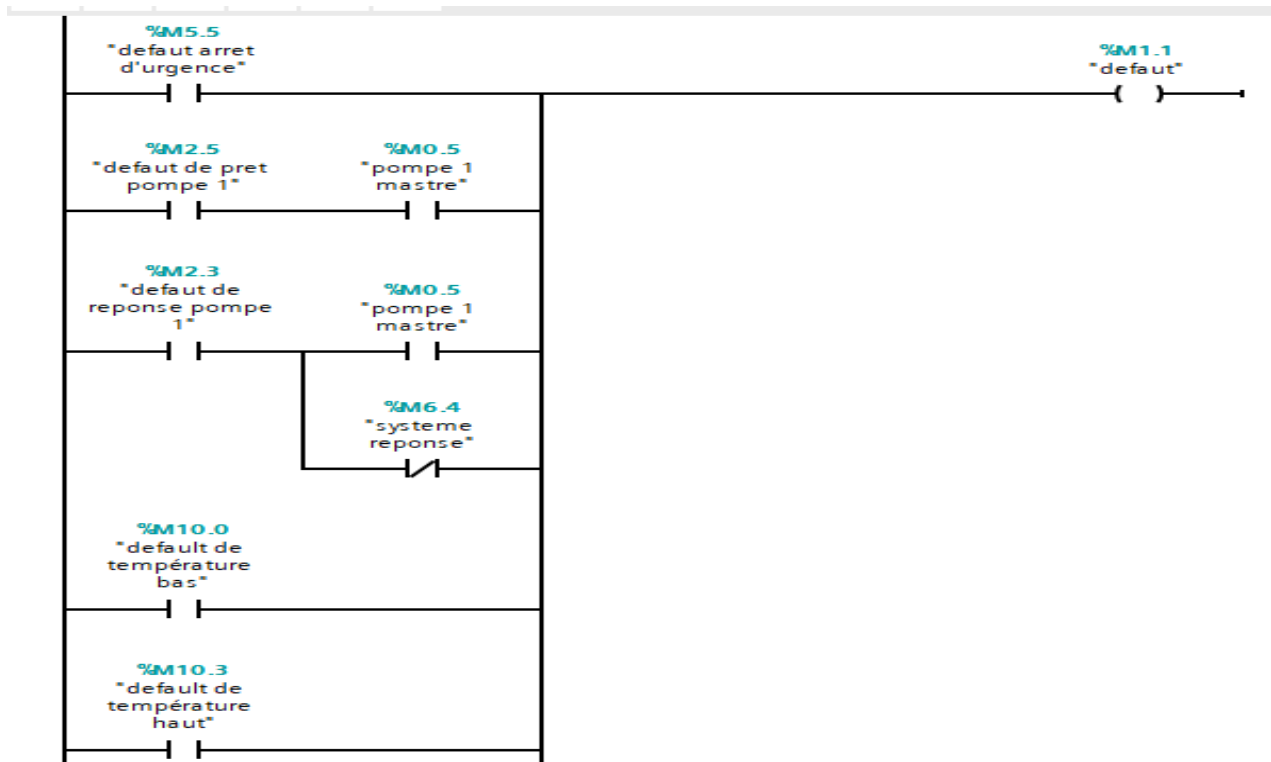 %M5.5
"defaut arret
d'urgence"
%M1.1
"defaut"
%M2.5
"defaut de pret
pompe 1"
%M0.5
"pompe 1
mastre"
%M2.3
"defaut de
reponse pompe
1"
%M0.5
"pompe 1
mastre"
%M6.4
"systeme
reponse"
%M10.0
"default de
température
bas"
%M10.3
"default de
température
haut"